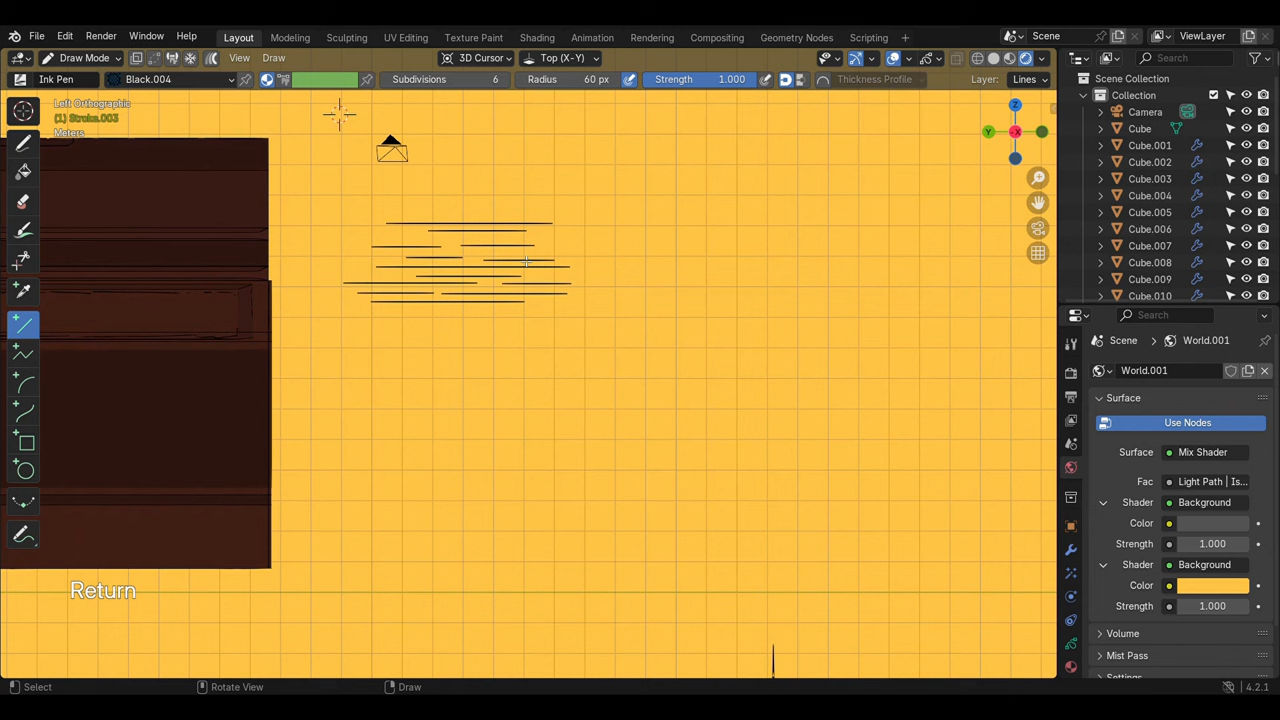 File Edit Render Window Help Layout Modeling Sculpting UV Editing Texture Paint Shading Animation Rendering Compositing Geometry Nodes Scripting + Scene ViewLayer
Draw Mode View Draw 3D Cursor Top (X-Y) Search
Ink Pen Black.004 Subdivisions 6 Radius 60 px Strength 1.000 Thickness Profile Layer: Lines Scene Collection
Left Orthographic
(1) Stroke.003
Meters
Z
Y
-X
Collection
Camera
Cube
Cube.001
Cube.002
Cube.003
Cube.004
Cube.005
Cube.006
Cube.007
Cube.008
Cube.009
Cube.010
Search
Scene World.001
World.001
Surface
Use Nodes
Surface Mix Shader
Fac Light Path | Is...
Shader Background
Color
Strength 1.000
Shader Background
Color
Strength 1.000
Volume
Mist Pass
Return
Select Rotate View Draw 4.2.1